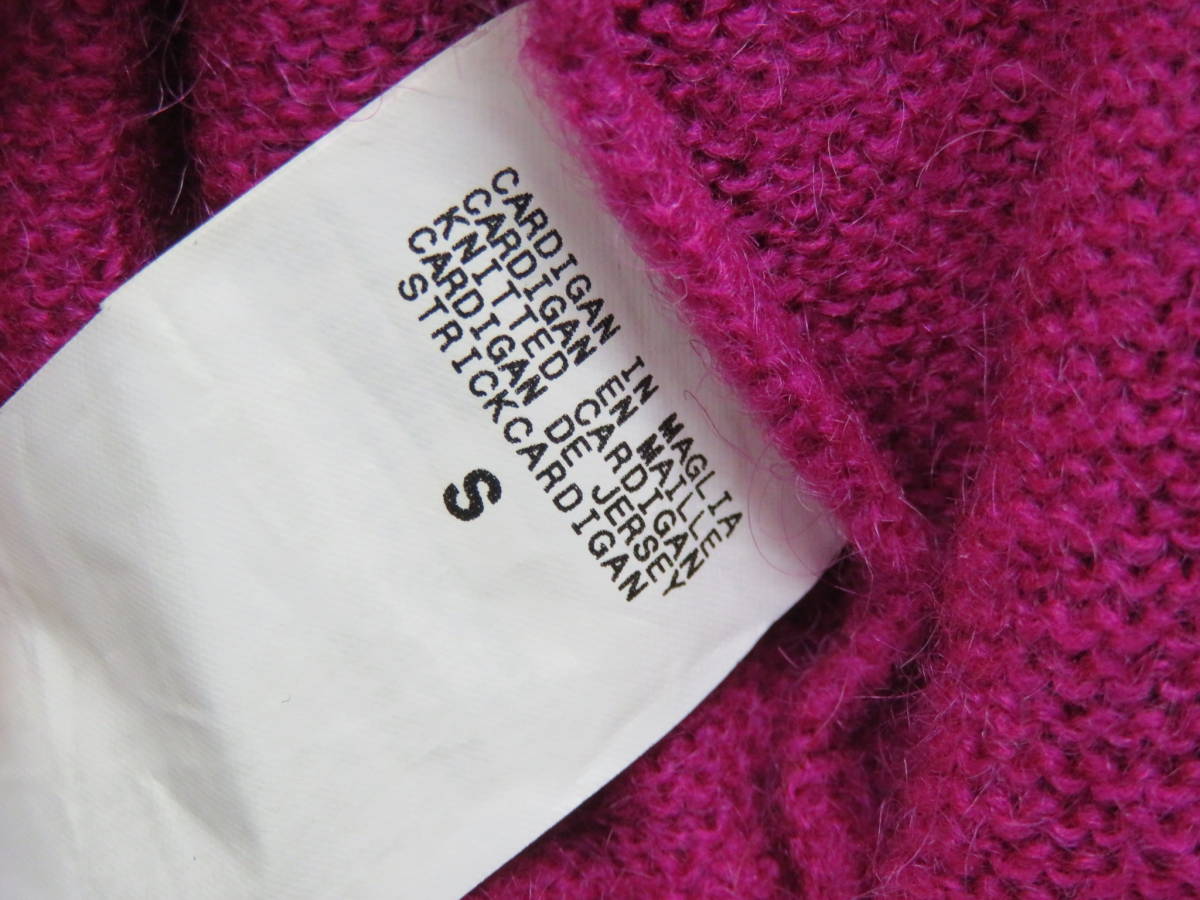 CARDIGAN IN MAGLIA
CARDIGAN EN MAILLE
KNITTED CARDIGAN
CARDIGAN DE JERSEY
STRICKCARDIGAN
S